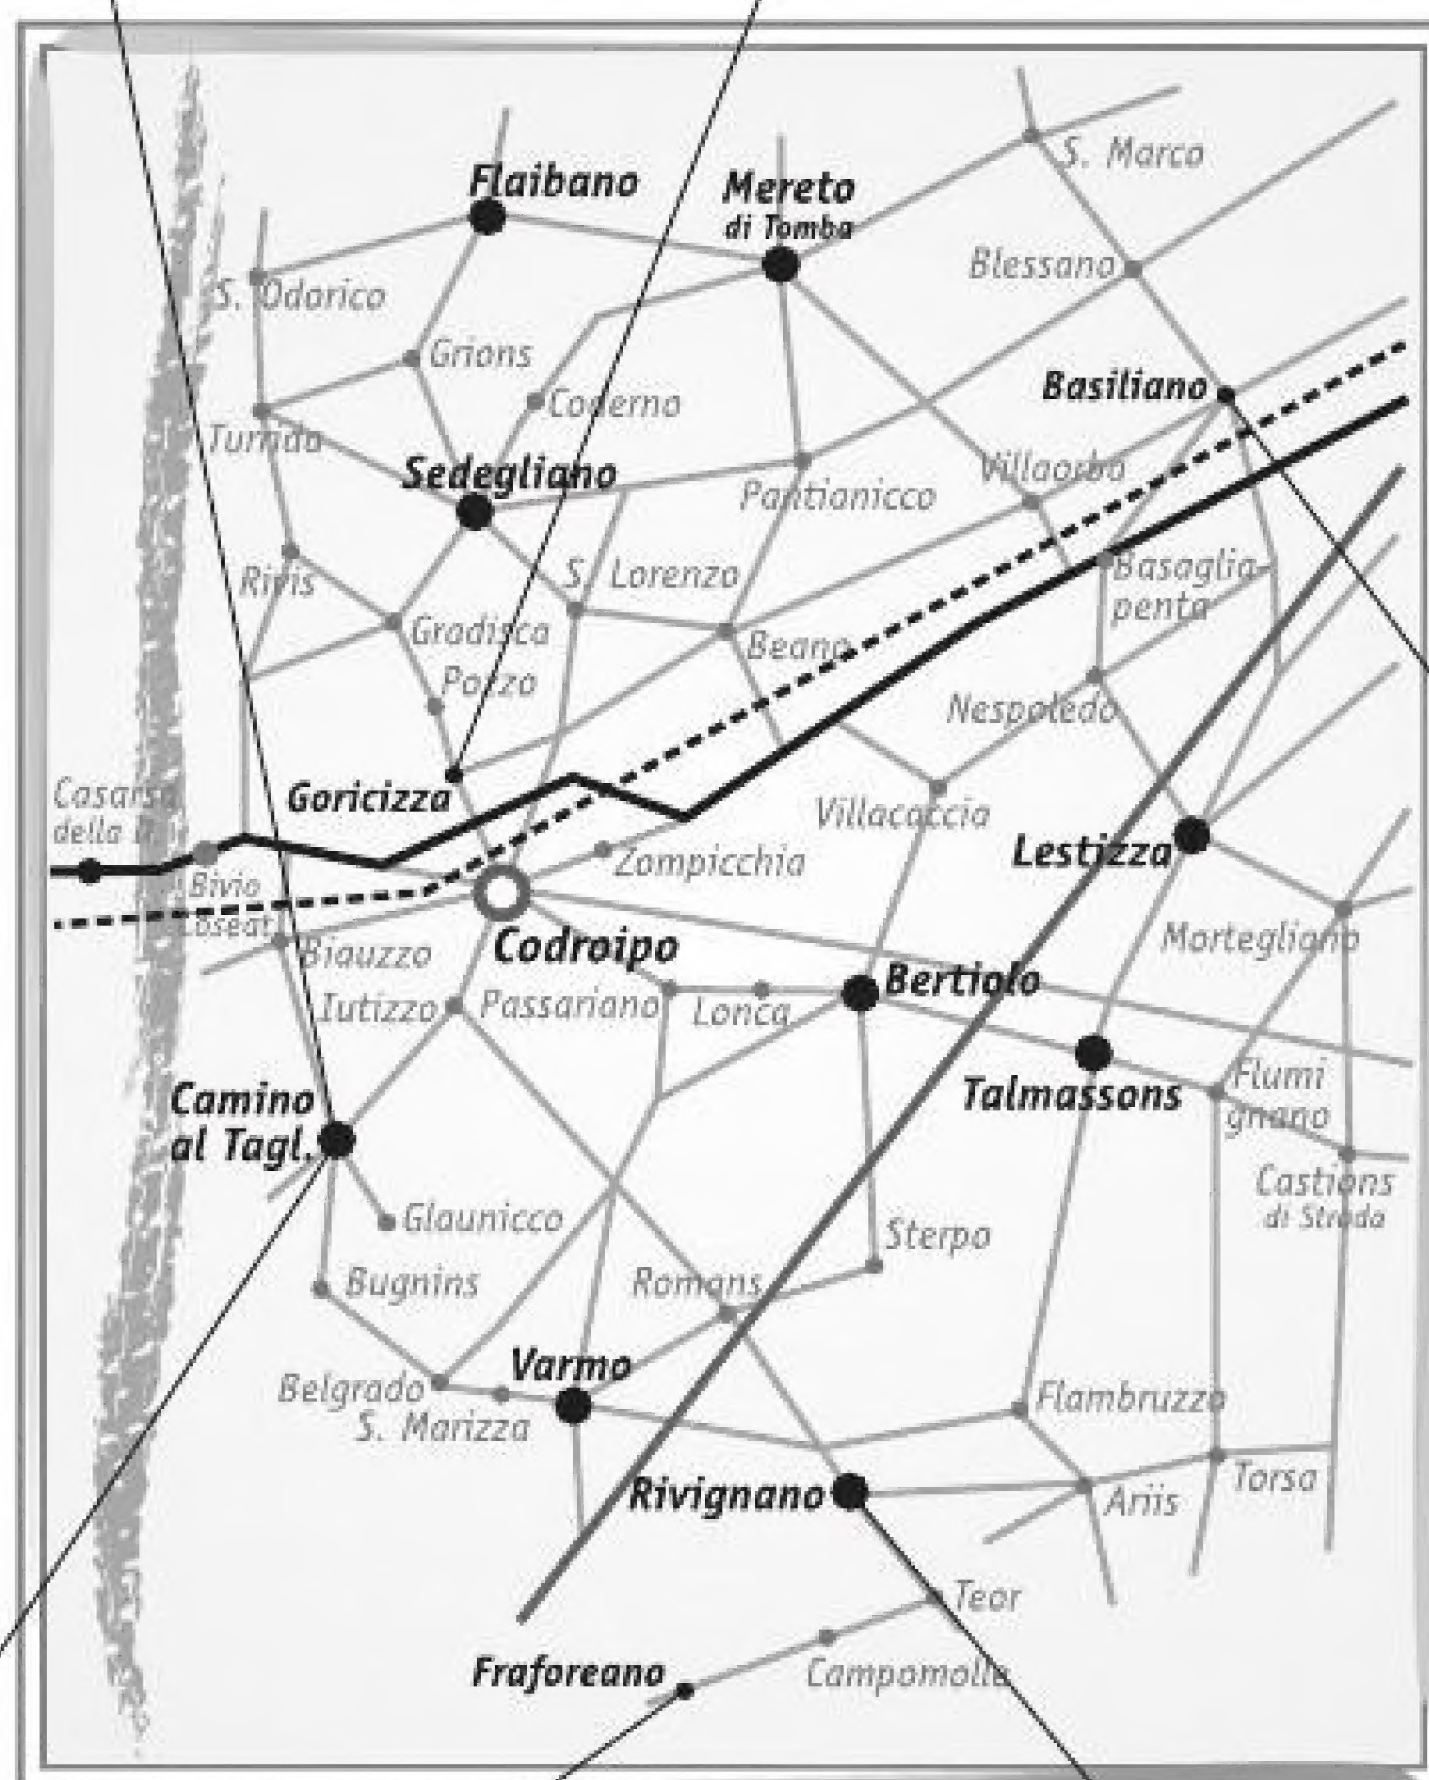 S. Marco
Flaibano
Mereto
di Tomba
Blessano
S. Odorico
Grions
Basiliano
Coderno
Turrida
Sedegliano
Villaorba
Pantianicco
Basaglia-
penta
S. Lorenzo
Rivis
Gradisca
Beano
Pozzo
Nespoledo
Goricizza
Casarsa
della
Villacaccia
Lestizza
Zompicchia
Bivio
Coseat
Codroipo
Mortegliano
Biauzzo
Bertiolo
Iutizzo
Passariano
Lonca
Camino
al Tagl.
Talmassons
Flumi
gnano
Castions
di Strada
Glaunicco
Sterpo
Bugnins
Romans
Varmo
Belgrado
S. Marizza
Flambruzzo
Rivignano
Torsa
Ariis
Teor
Fraforeano
Campomolle